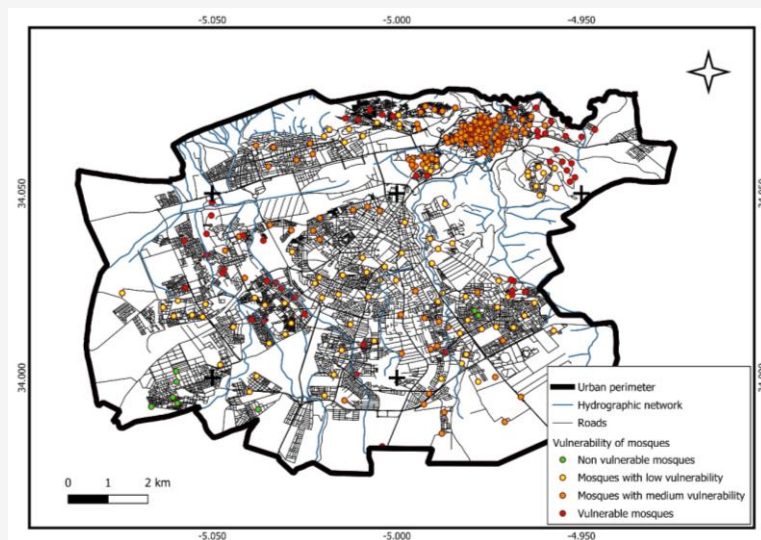 -5.050 -5.000 -4.950
34.050 34.050
34.000 34.000
0 1 2 km
Urban perimeter
Hydrographic network
Roads
Vulnerability of mosques
Non vulnerable mosques
Mosques with low vulnerability
Mosques with medium vulnerability
Vulnerable mosques
-5.050 -5.000 -4.950